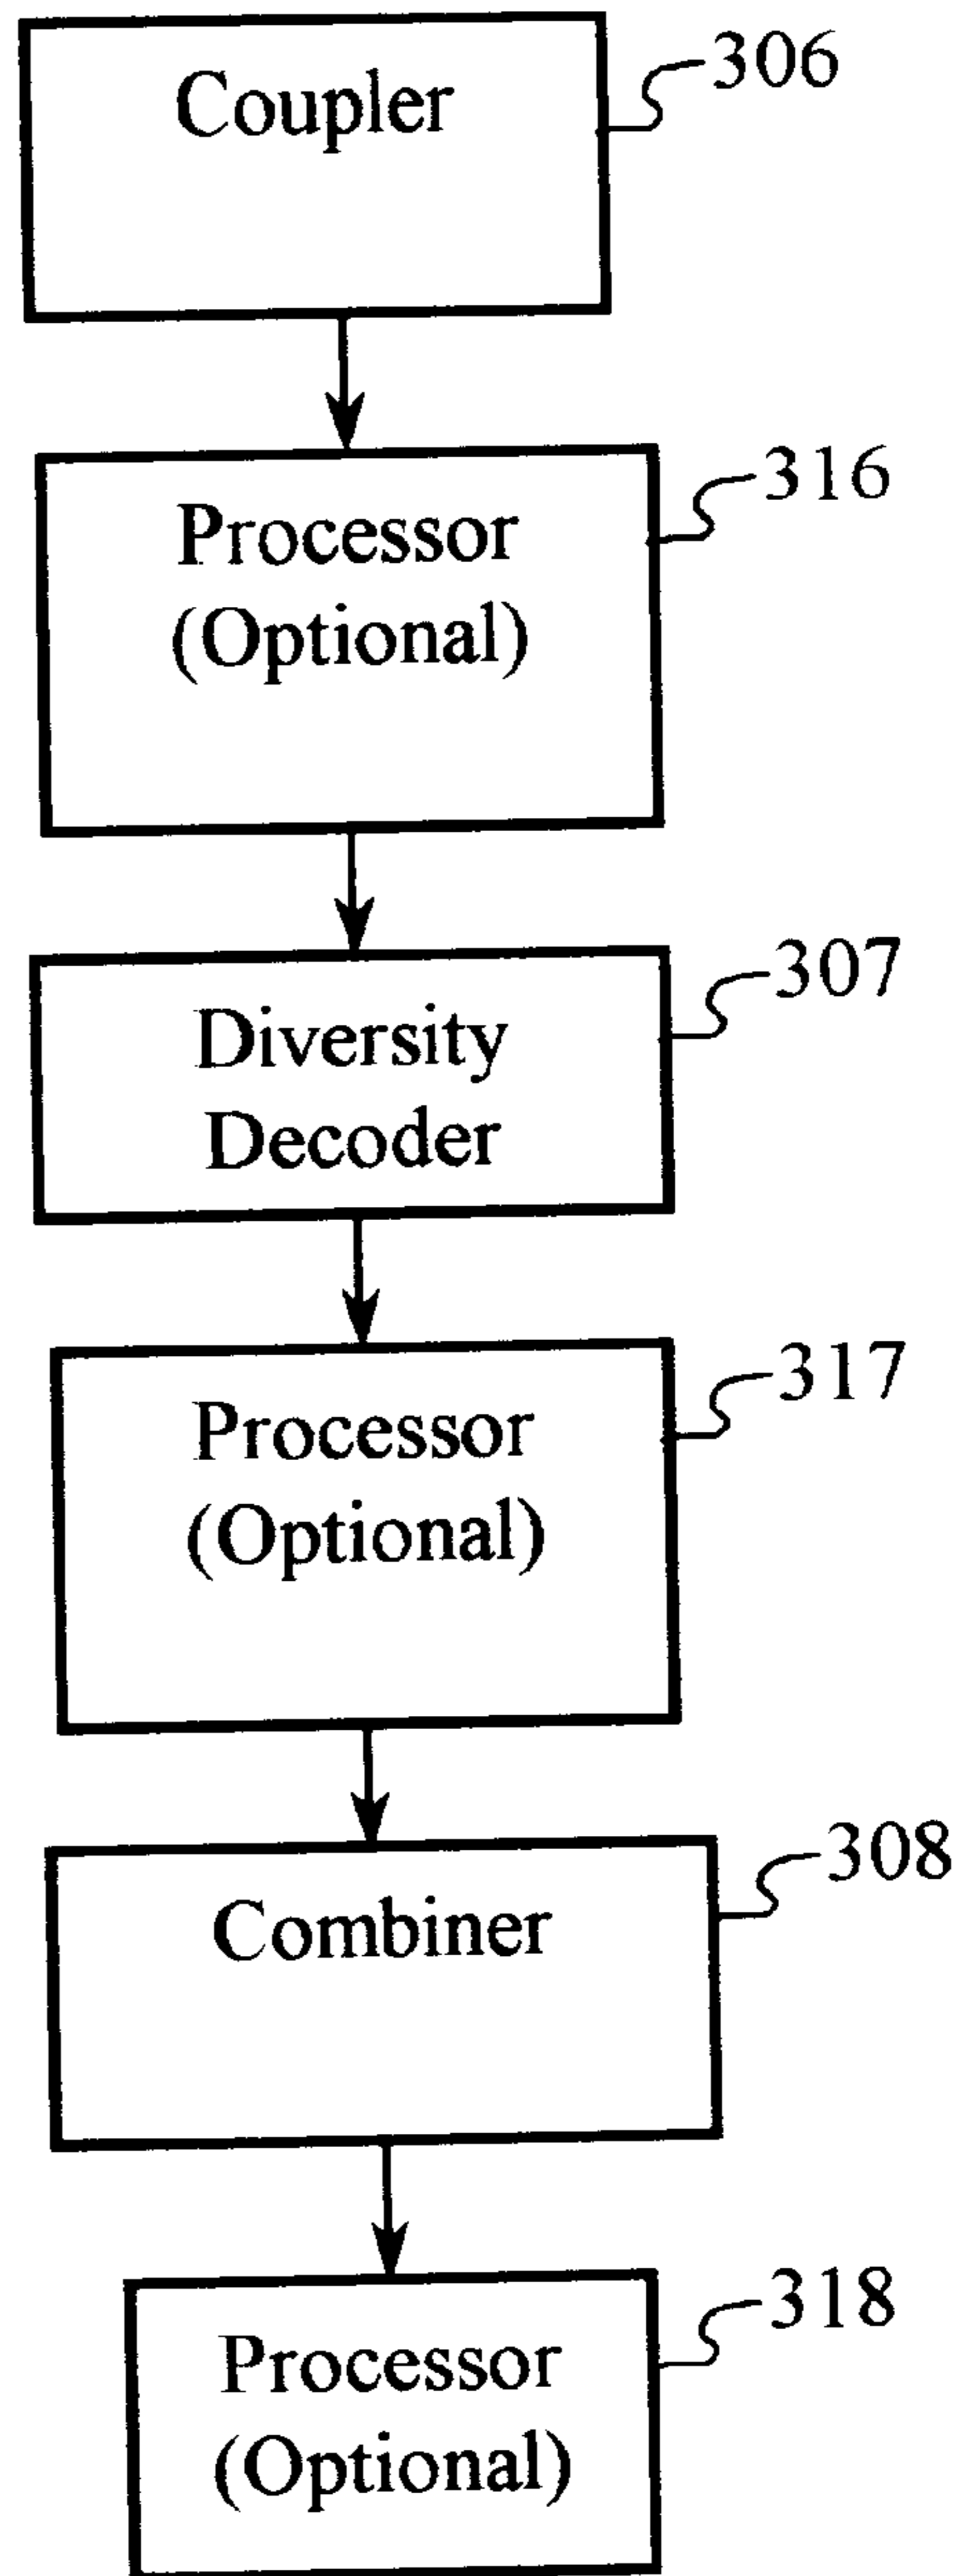 Coupler
306
Processor
(Optional)
316
Diversity
Decoder
307
Processor
(Optional)
317
Combiner
308
Processor
(Optional)
318